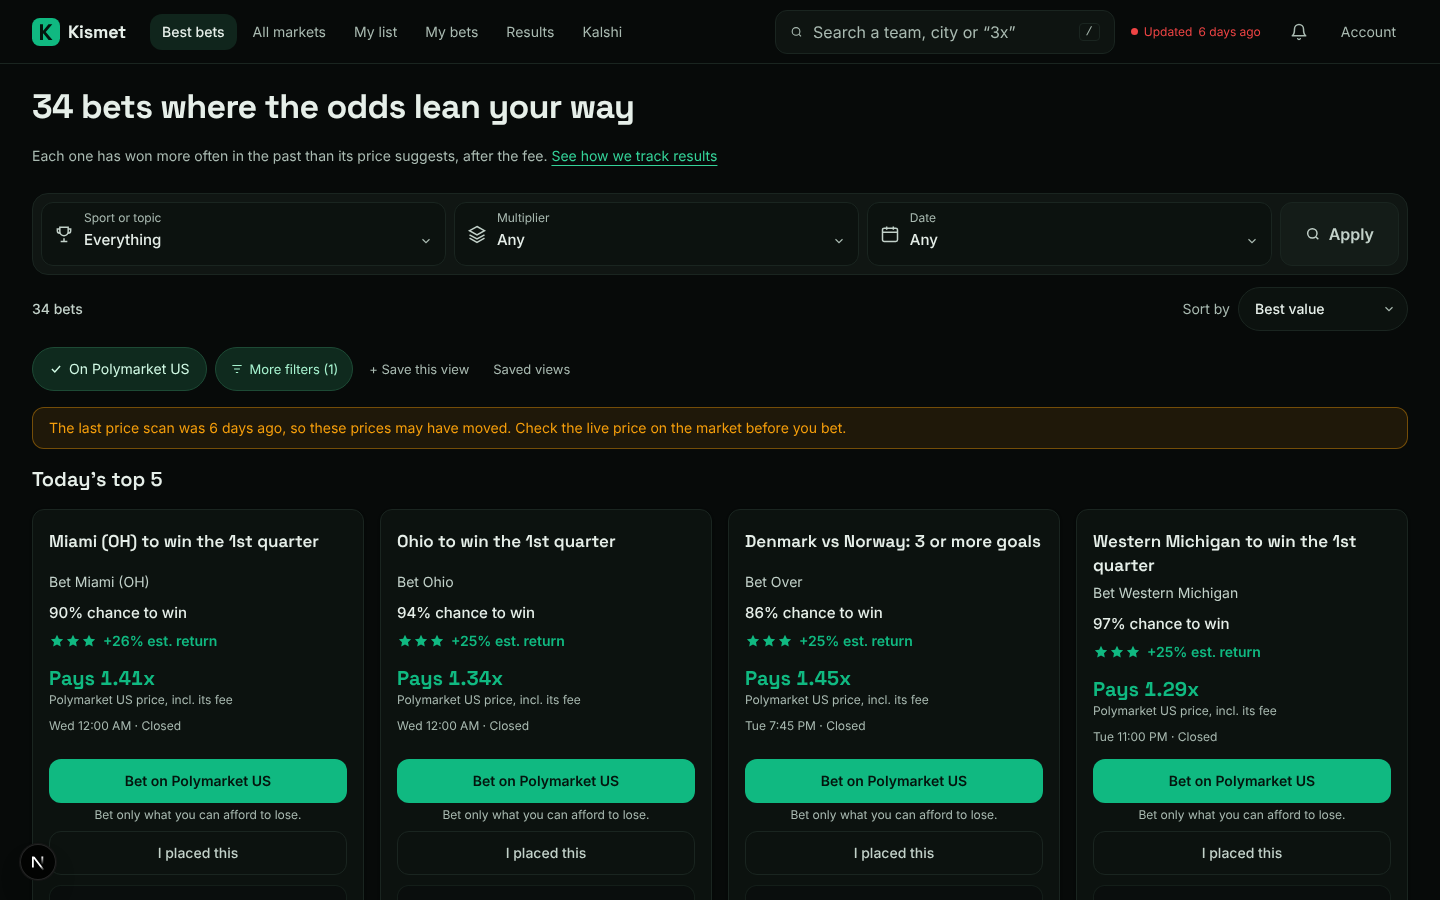 K Kismet
Best bets
All markets
My list
My bets
Results
Kalshi
Search a team, city or “3x”
/
Updated 6 days ago
Account
34 bets where the odds lean your way
Each one has won more often in the past than its price suggests, after the fee. See how we track results
Sport or topic
Everything
Multiplier
Any
Date
Any
Apply
34 bets
Sort by
Best value
On Polymarket US
More filters (1)
+ Save this view
Saved views
The last price scan was 6 days ago, so these prices may have moved. Check the live price on the market before you bet.
Today’s top 5
Miami (OH) to win the 1st quarter
Bet Miami (OH)
90% chance to win
★★★ +26% est. return
Pays 1.41x
Polymarket US price, incl. its fee
Wed 12:00 AM · Closed
Bet on Polymarket US
Bet only what you can afford to lose.
I placed this
Ohio to win the 1st quarter
Bet Ohio
94% chance to win
★★★ +25% est. return
Pays 1.34x
Polymarket US price, incl. its fee
Wed 12:00 AM · Closed
Bet on Polymarket US
Bet only what you can afford to lose.
I placed this
Denmark vs Norway: 3 or more goals
Bet Over
86% chance to win
★★★ +25% est. return
Pays 1.45x
Polymarket US price, incl. its fee
Tue 7:45 PM · Closed
Bet on Polymarket US
Bet only what you can afford to lose.
I placed this
Western Michigan to win the 1st
quarter
Bet Western Michigan
97% chance to win
★★★ +25% est. return
Pays 1.29x
Polymarket US price, incl. its fee
Tue 11:00 PM · Closed
Bet on Polymarket US
Bet only what you can afford to lose.
I placed this
N